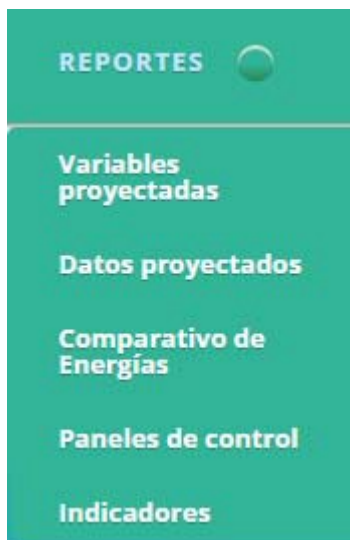 REPORTES
Variables
proyectadas
Datos proyectados
Comparativo de
Energías
Paneles de control
Indicadores